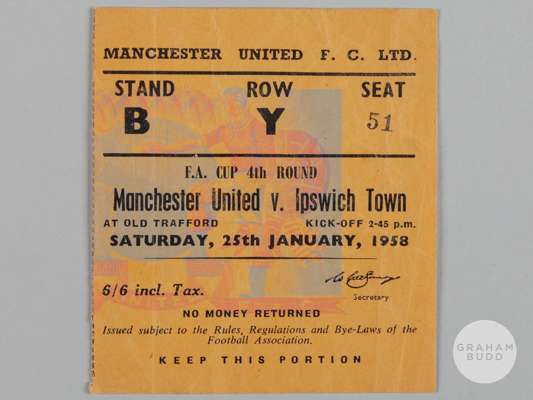 MANCHESTER UNITED F. C. LTD.
STAND ROW SEAT
B Y 51
F.A. CUP 4th ROUND
Manchester United v. Ipswich Town
AT OLD TRAFFORD KICK-OFF 2-45 p.m.
SATURDAY, 25th JANUARY, 1958
6/6 incl. Tax.
Secretary
NO MONEY RETURNED
Issued subject to the Rules, Regulations and Bye-Laws of the
Football Association.
KEEP THIS PORTION
GRAHAM
BUDD